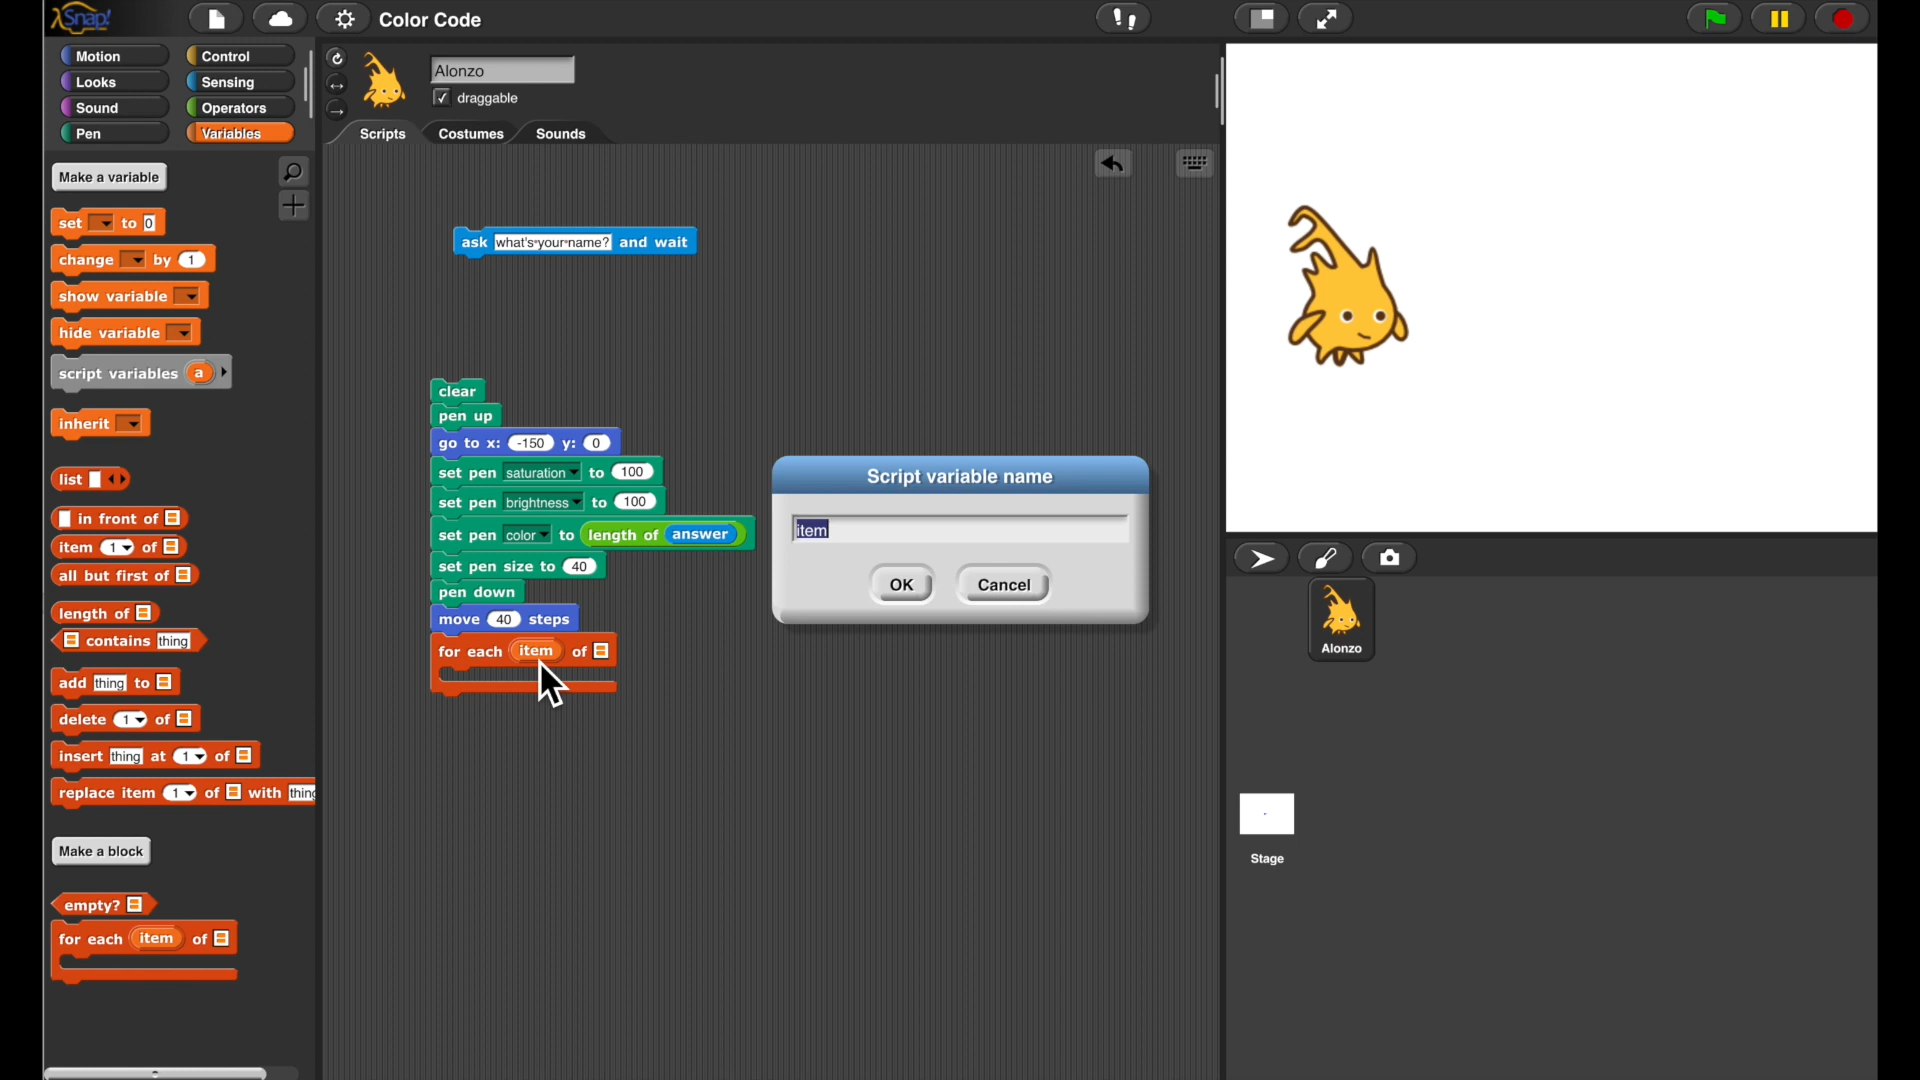 Snap!
Color Code
Motion
Control
Looks
Sensing
Sound
Operators
Pen
Variables
Make a variable
set to 0
change by 1
show variable
hide variable
script variables a
inherit
list
in front of
item 1 of
all but first of
length of
contains thing
add thing to
delete 1 of
insert thing at 1 of
replace item 1 of with thing
Make a block
empty?
for each item of
Alonzo
draggable
Scripts
Costumes
Sounds
ask what's your name? and wait
clear
pen up
go to x: -150 y: 0
set pen saturation to 100
set pen brightness to 100
set pen color to length of answer
set pen size to 40
pen down
move 40 steps
for each item of
Script variable name
item
OK
Cancel
Alonzo
Stage